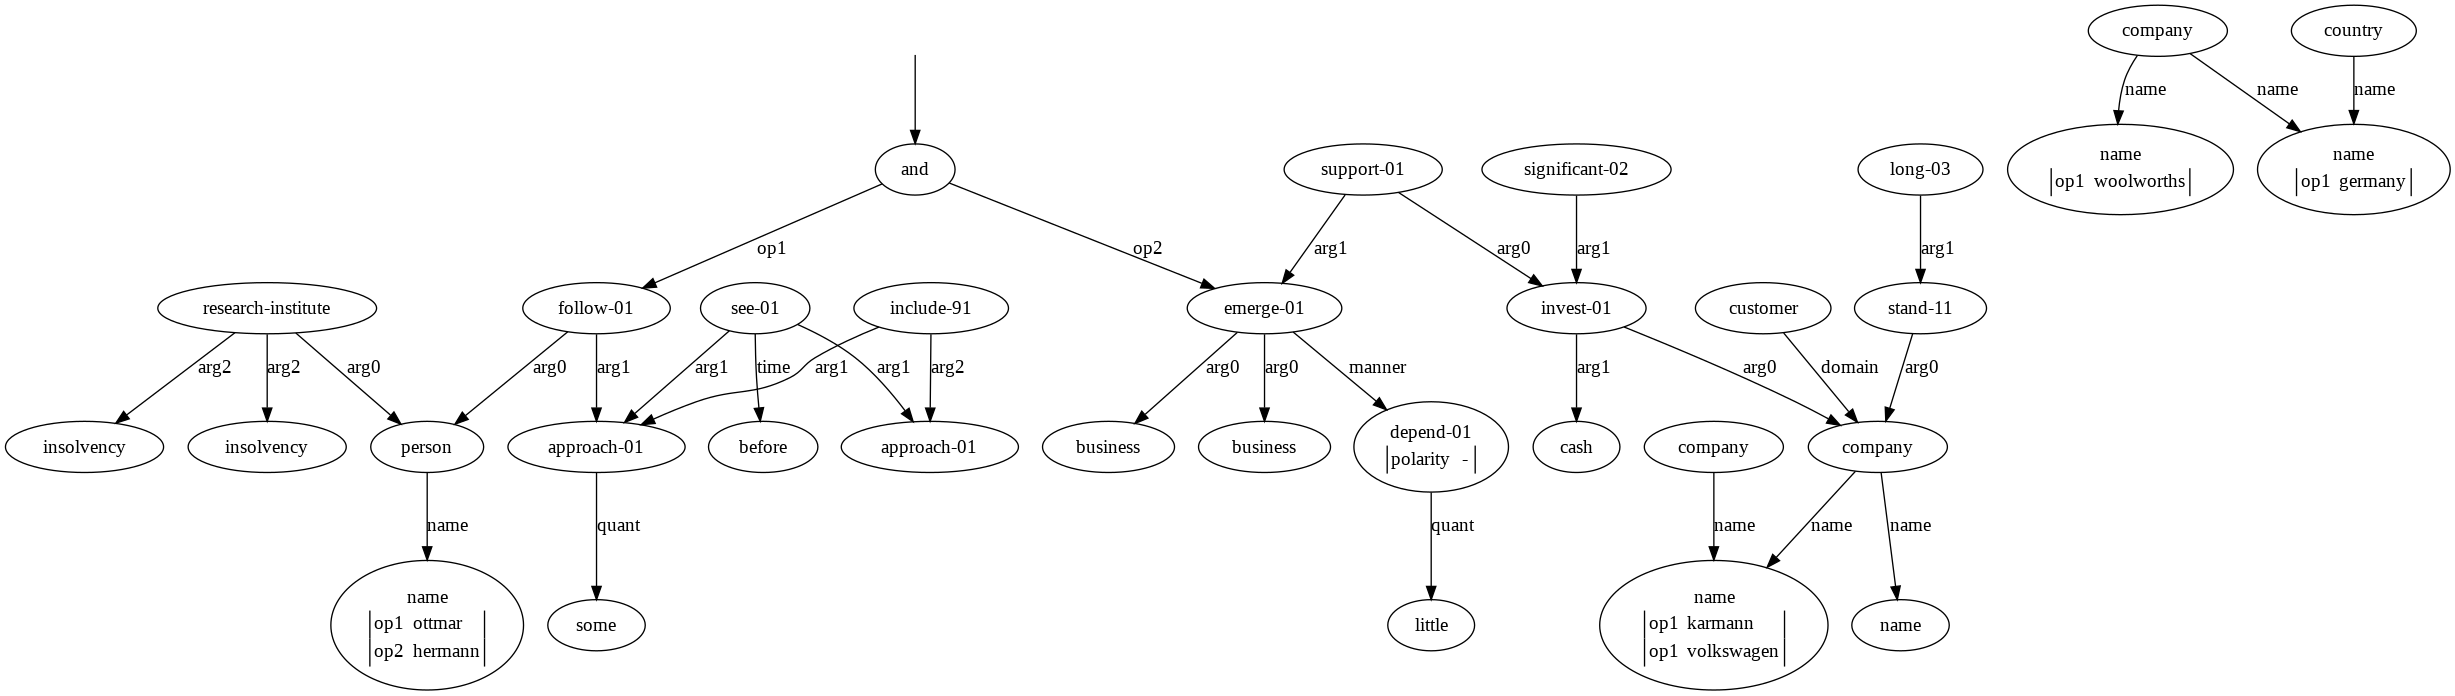 company
country
name
name
name
and
support-01
significant-02
long-03
name
op1 woolworths
name
op1 germany
op1
op2
arg1
arg0
arg1
arg1
research-institute
follow-01
see-01
include-91
emerge-01
invest-01
customer
stand-11
arg2
arg2
arg0
arg0
arg1
arg1
time
arg1
arg1
arg2
arg0
arg0
manner
arg1
arg0
domain
arg0
insolvency
insolvency
person
approach-01
before
approach-01
business
business
depend-01
polarity -
cash
company
company
name
quant
quant
name
name
name
name
op1 ottmar
op2 hermann
some
little
name
op1 karmann
op1 volkswagen
name